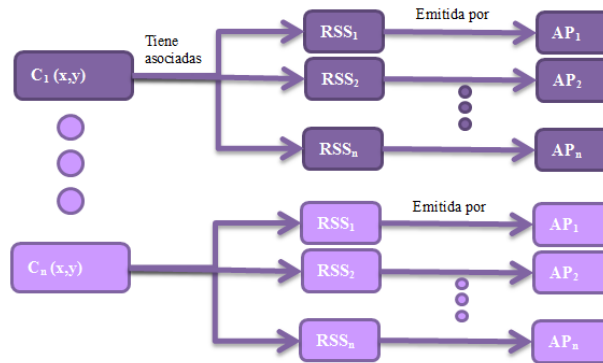 C₁ (x,y)
Tiene
asociadas
RSS₁
Emitida por
AP₁
RSS₂
AP₂
RSSₙ
APₙ
Cₙ (x,y)
RSS₁
Emitida por
AP₁
RSS₂
AP₂
RSSₙ
APₙ